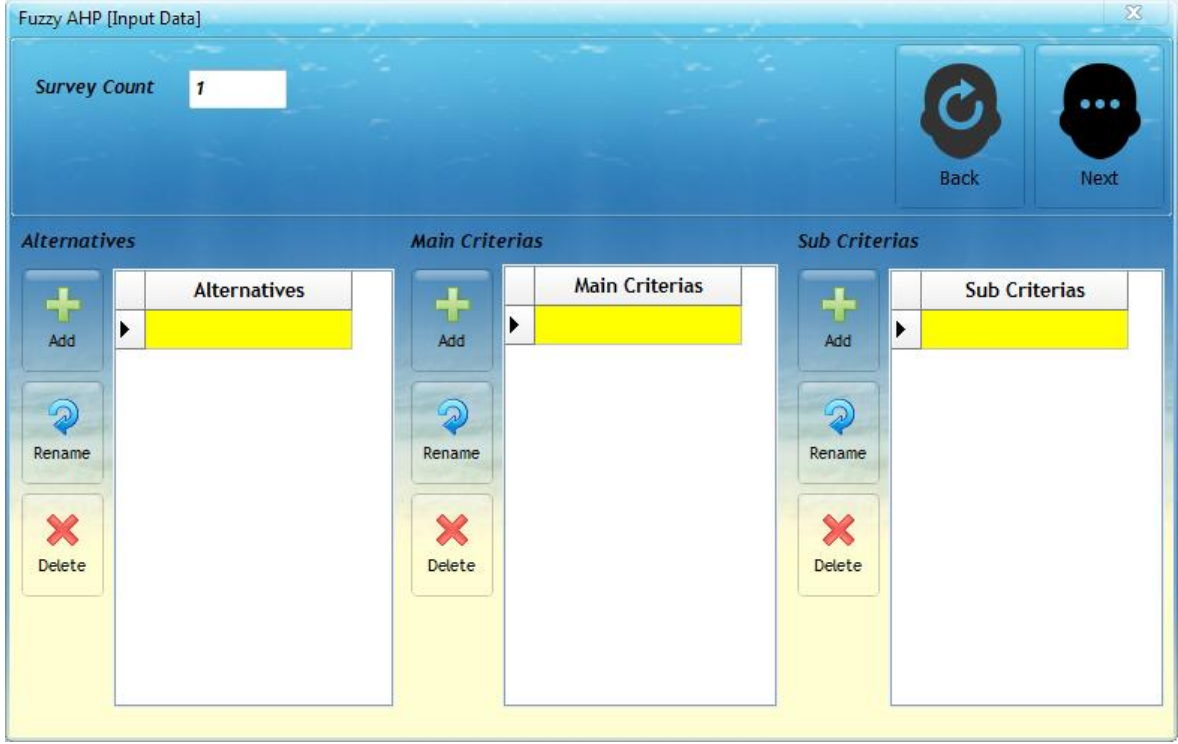 Fuzzy AHP [Input Data]
Survey Count 1
Back Next
Alternatives Main Criterias Sub Criterias
Alternatives Main Criterias Sub Criterias
Add Add Add
Rename Rename Rename
Delete Delete Delete